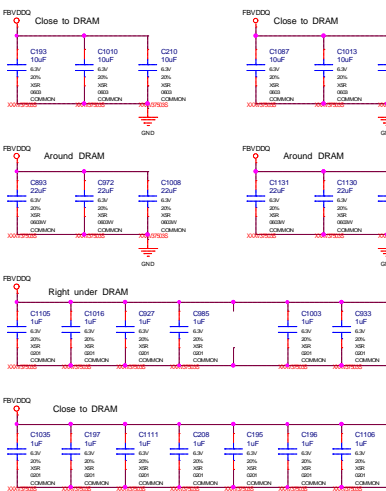 FBVDDQ
Close to DRAM
C193
10uF
6.3V
20%
X5R
0603
COMMON
C1010
10uF
6.3V
20%
X5R
0603
COMMON
C210
10uF
6.3V
20%
X5R
0603
COMMON
GND
FBVDDQ
Close to DRAM
C1087
10uF
6.3V
20%
X5R
0603
COMMON
C1013
10uF
6.3V
20%
X5R
0603
COMMON
FBVDDQ
Around DRAM
C893
22uF
6.3V
20%
X5R
0603W
COMMON
C972
22uF
6.3V
20%
X5R
0603W
COMMON
C1008
22uF
6.3V
20%
X5R
0603W
COMMON
GND
FBVDDQ
Around DRAM
C1131
22uF
6.3V
20%
X5R
0603W
COMMON
C1130
22uF
6.3V
20%
X5R
0603W
COMMON
FBVDDQ
Right under DRAM
C1105
1uF
6.3V
20%
X5R
0201
COMMON
C1016
1uF
6.3V
20%
X5R
0201
COMMON
C927
1uF
6.3V
20%
X5R
0201
COMMON
C985
1uF
6.3V
20%
X5R
0201
COMMON
C1003
1uF
6.3V
20%
X5R
0201
COMMON
C933
1uF
6.3V
20%
X5R
0201
COMMON
FBVDDQ
Close to DRAM
C1035
1uF
6.3V
20%
X5R
0201
COMMON
C197
1uF
6.3V
20%
X5R
0201
COMMON
C1111
1uF
6.3V
20%
X5R
0201
COMMON
C208
1uF
6.3V
20%
X5R
0201
COMMON
C195
1uF
6.3V
20%
X5R
0201
COMMON
C196
1uF
6.3V
20%
X5R
0201
COMMON
C1106
1uF
6.3V
20%
X5R
0201
COMMON